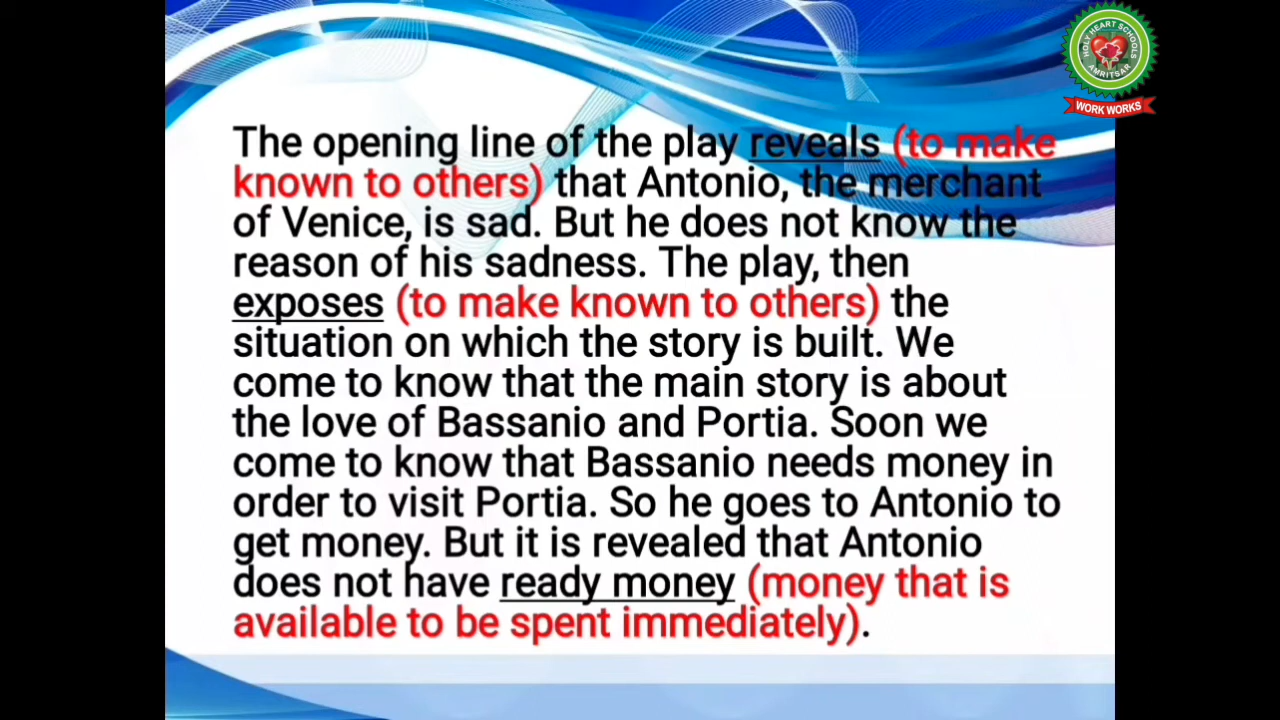 HOLY HEART SCHOOLS
AMRITSAR
WORK WORKS
The opening line of the play reveals (to make
known to others) that Antonio, the merchant
of Venice, is sad. But he does not know the
reason of his sadness. The play, then
exposes (to make known to others) the
situation on which the story is built. We
come to know that the main story is about
the love of Bassanio and Portia. Soon we
come to know that Bassanio needs money in
order to visit Portia. So he goes to Antonio to
get money. But it is revealed that Antonio
does not have ready money (money that is
available to be spent immediately).